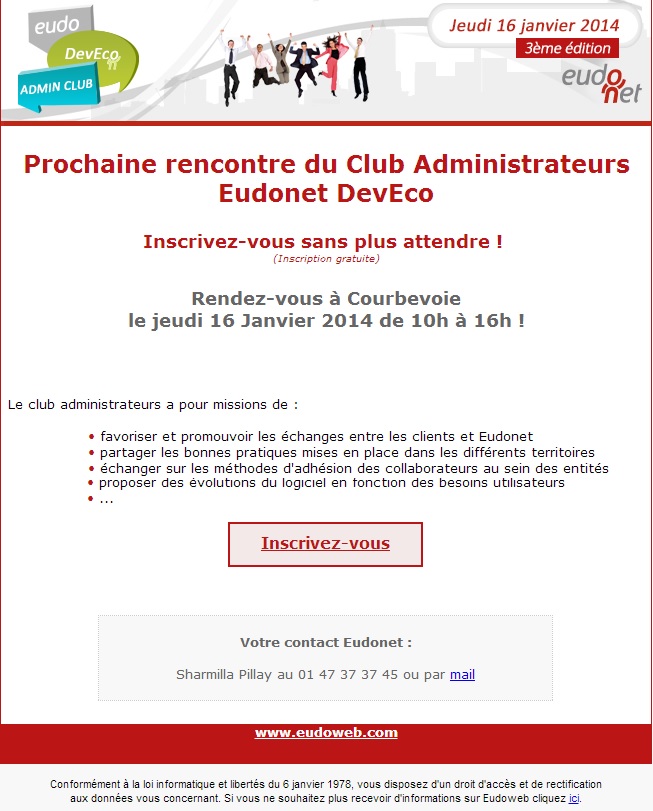 eudo
DevEco
ADMIN CLUB
Jeudi 16 janvier 2014
3ème édition
eudonet
Prochaine rencontre du Club Administrateurs
Eudonet DevEco
Inscrivez-vous sans plus attendre !
(Inscription gratuite)
Rendez-vous à Courbevoie
le jeudi 16 Janvier 2014 de 10h à 16h !
Le club administrateurs a pour missions de :
• favoriser et promouvoir les échanges entre les clients et Eudonet
• partager les bonnes pratiques mises en place dans les différents territoires
• échanger sur les méthodes d'adhésion des collaborateurs au sein des entités
• proposer des évolutions du logiciel en fonction des besoins utilisateurs
• ...
Inscrivez-vous
Votre contact Eudonet :
Sharmilla Pillay au 01 47 37 37 45 ou par mail
www.eudoweb.com
Conformément à la loi informatique et libertés du 6 janvier 1978, vous disposez d'un droit d'accès et de rectification
aux données vous concernant. Si vous ne souhaitez plus recevoir d'informations sur Eudoweb cliquez ici.